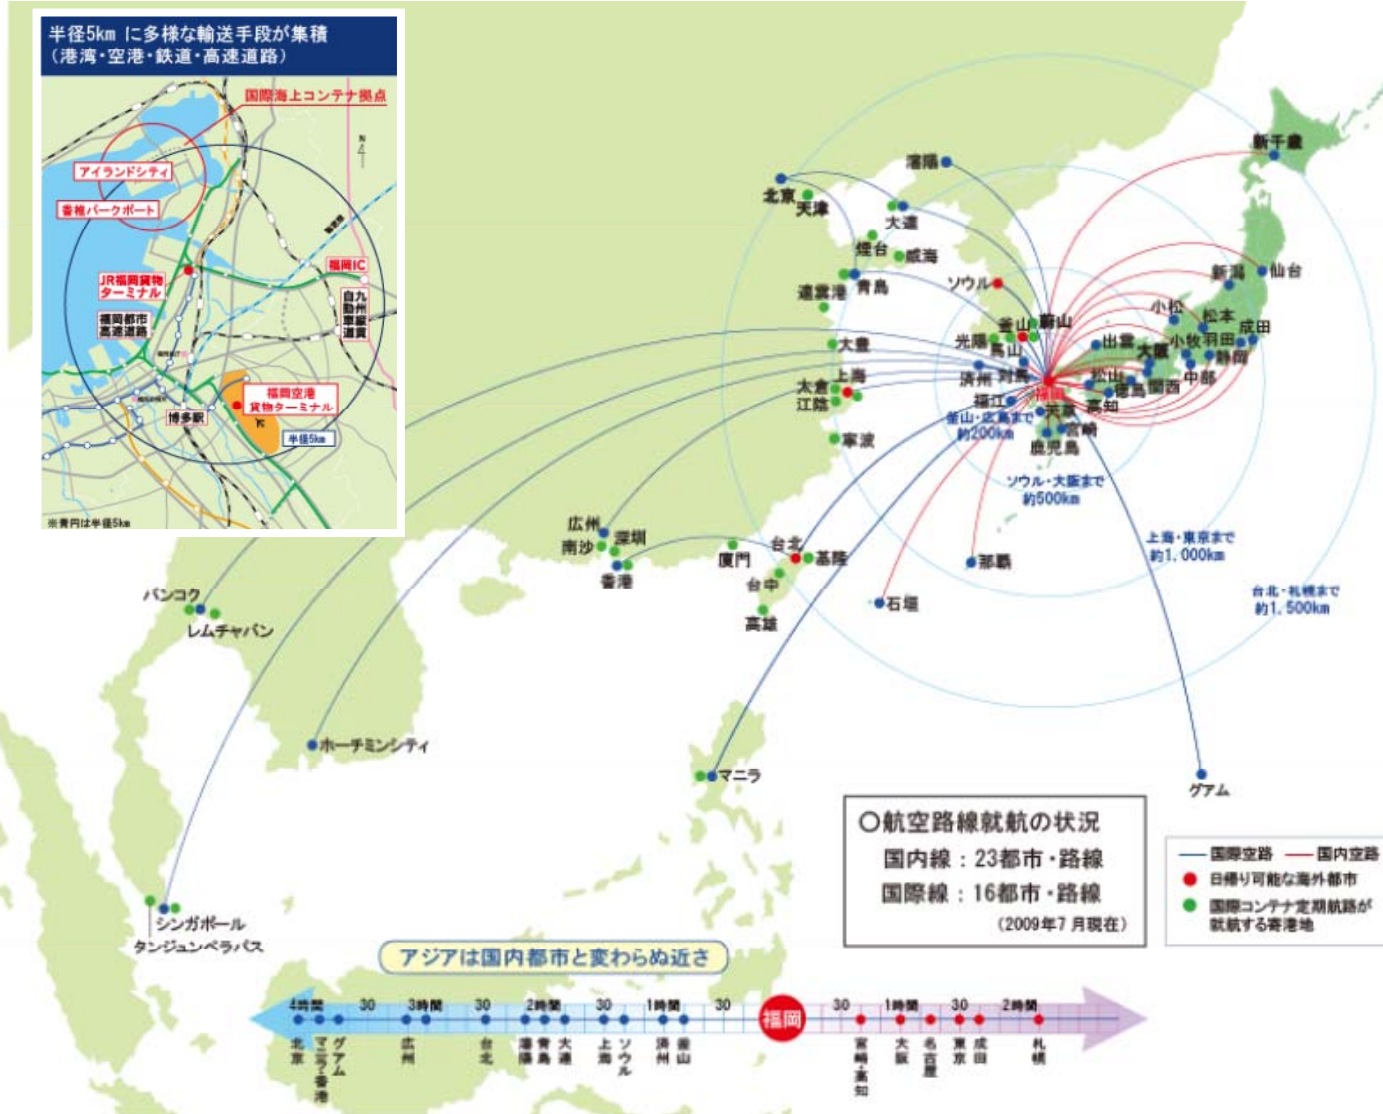 半径5km に多様な輸送手段が集積
（港湾・空港・鉄道・高速道路）
国際海上コンテナ拠点
N
アイランドシティ
香椎パークポート
JR福岡貨物
ターミナル
福岡IC
福岡都市
高速道路
九州縦貫
自動車道
福岡空港
貨物ターミナル
博多駅
半径5km
※青円は半径5km
新千歳
瀋陽
北京
天津
大連
煙台
威海
青島
連雲港
ソウル
仙台
新潟
小松
松本
成田
釜山
蔚山
光陽
馬山
出雲
小牧
羽田
大阪
静岡
大豊
上海
済州
対馬
松山
関西
中部
太倉
福岡
徳島
江陰
福江
高知
天草
釜山・広島まで
約200km
宮崎
寧波
鹿児島
ソウル・大阪まで
約500km
広州
深圳
南沙
香港
台北
基隆
厦門
台中
高雄
那覇
石垣
上海・東京まで
約1,000km
台北・札幌まで
約1,500km
バンコク
レムチャバン
ホーチミンシティ
マニラ
グアム
シンガポール
タンジュンペラパス
○航空路線就航の状況
国内線：23都市・路線
国際線：16都市・路線
（2009年7月現在）
国際空路
国内空路
日帰り可能な海外都市
国際コンテナ定期航路が
就航する寄港地
アジアは国内都市と変わらぬ近さ
4時間 30 3時間 30 2時間 30 1時間 30 福岡 30 1時間 30 2時間
北京
マニラ・香港
グアム
広州
台北
瀋陽
青島
大連
上海
ソウル
済州
釜山
宮崎・高知
大阪
名古屋
東京
成田
札幌